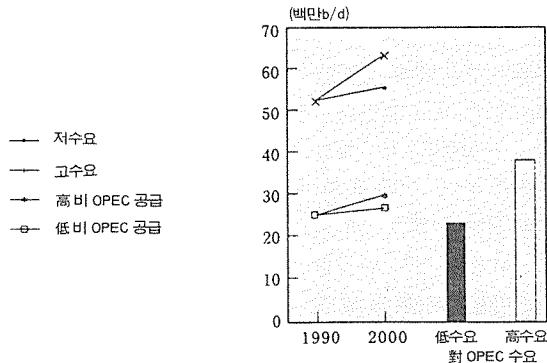 (백만b/d)
70
60
50
40
30
20
10
0
저수요
고수요
高 비 OPEC 공급
低 비 OPEC 공급
1990 2000 低수요 高수요
對 OPEC 수요